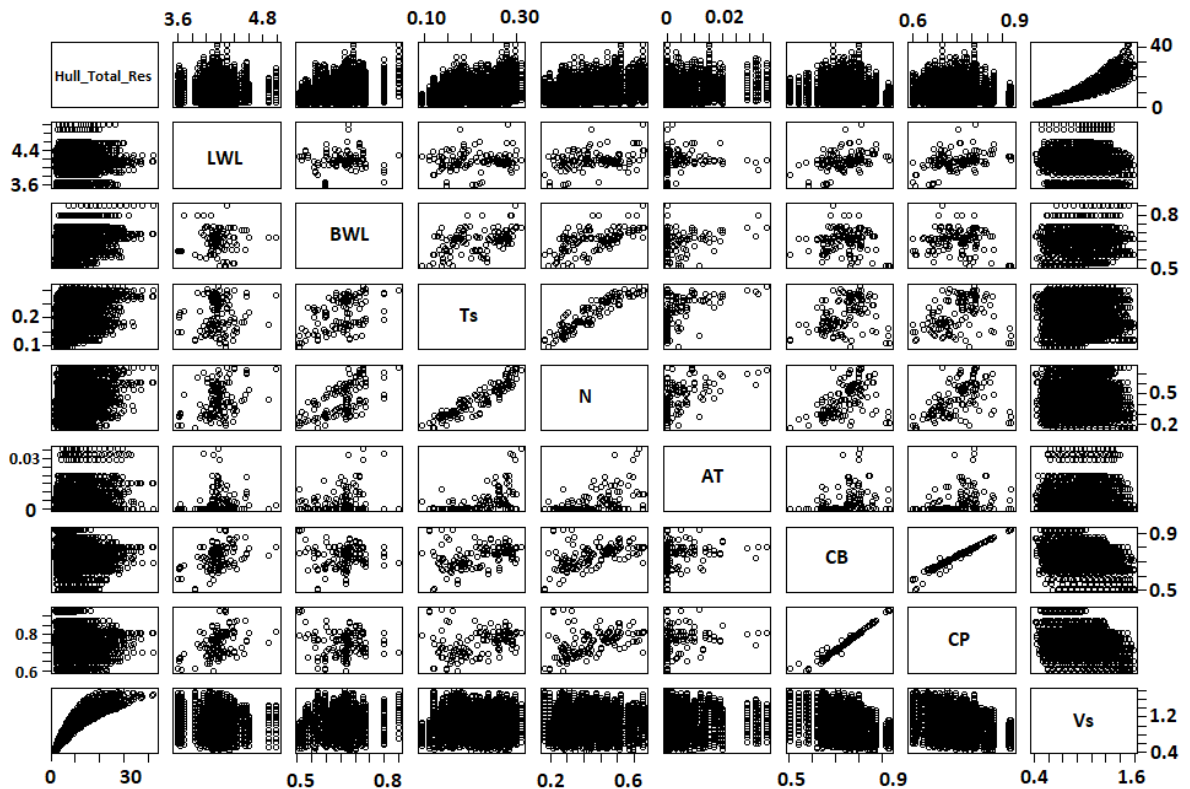 3.6 4.8 0.10 0.30 0 0.02 0.6 0.9
Hull_Total_Res 40
0
4.4 LWL
3.6
BWL 0.8
0.5
0.2 Ts
0.1
N 0.5
0.2
0.03 AT
0
CB 0.9
0.5
0.8 CP
0.6
Vs 1.2
0.4
0 30 0.5 0.8 0.2 0.6 0.5 0.9 0.4 1.6